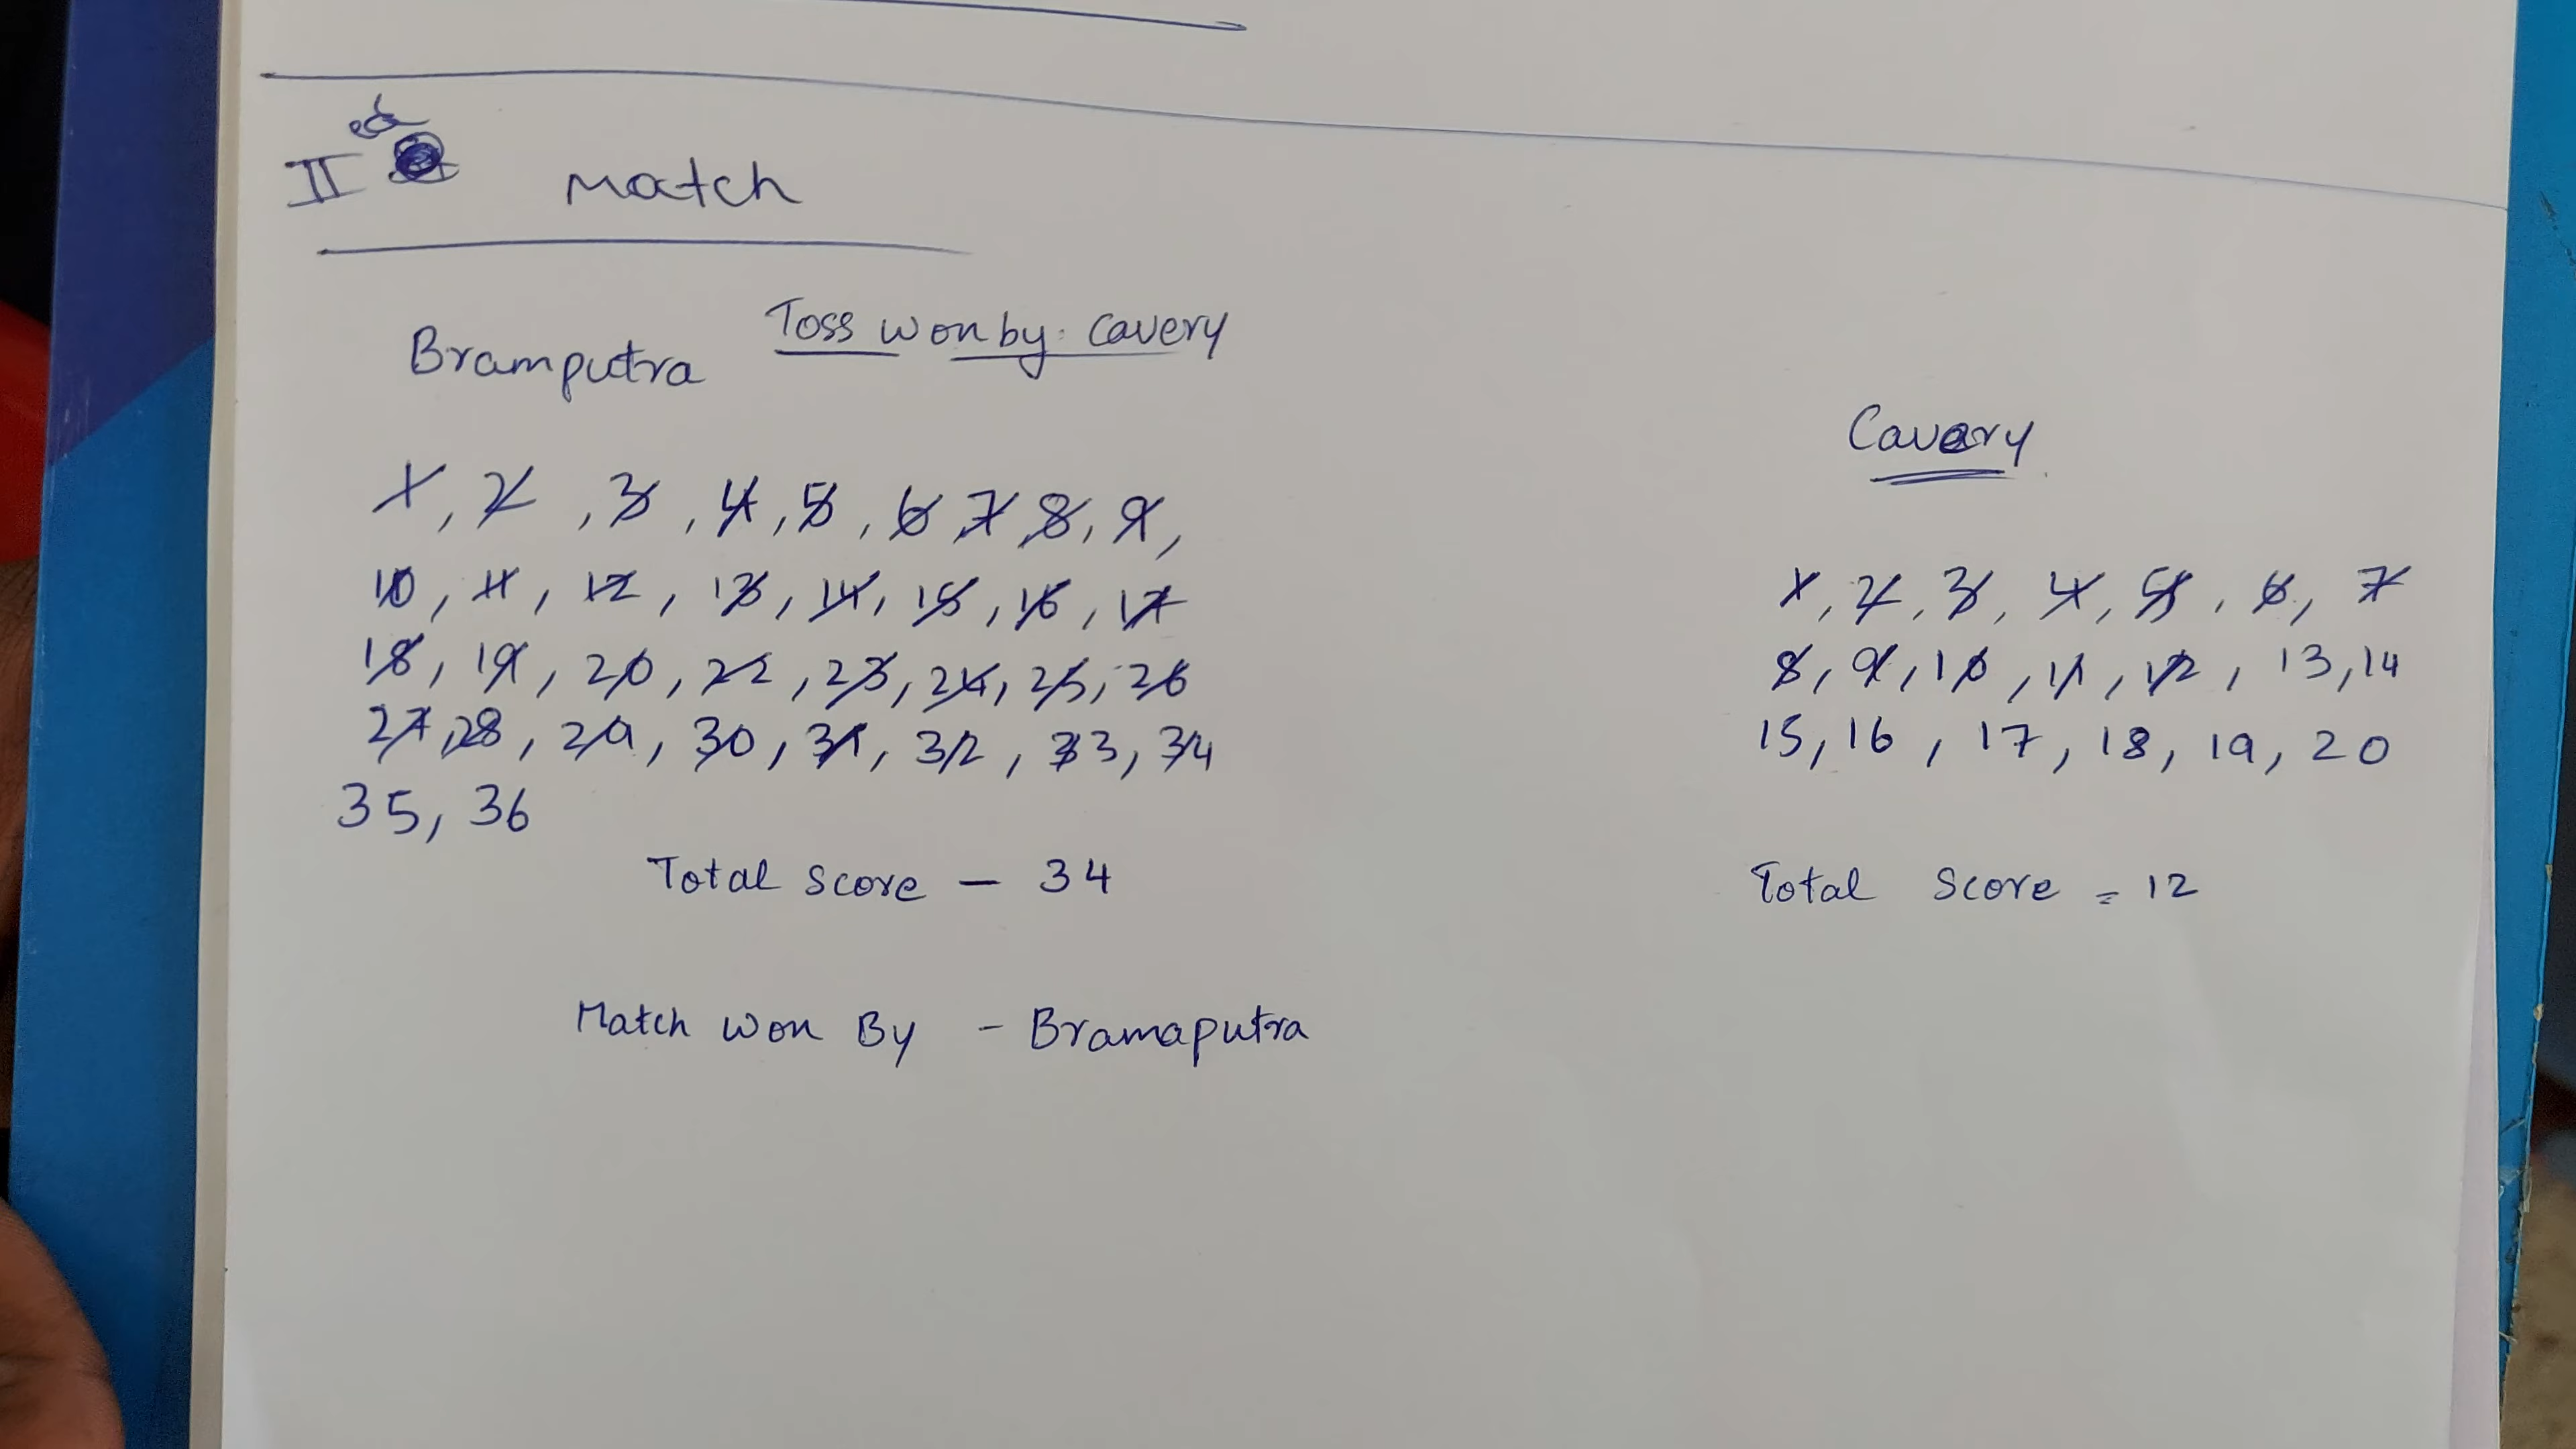 II ed Match
Toss won by: Cavery
Bramputra
1, 2, 3, 4, 5, 6, 7, 8, 9,
10, 11, 12, 13, 14, 15, 16, 17
18, 19, 20, 22, 23, 24, 25, 26
27, 28, 29, 30, 31, 32, 33, 34
35, 36
Total Score — 34
Cavery
1, 2, 3, 4, 5, 6, 7
8, 9, 10, 11, 12, 13, 14
15, 16, 17, 18, 19, 20
Total Score = 12
Match Won By - Bramaputra